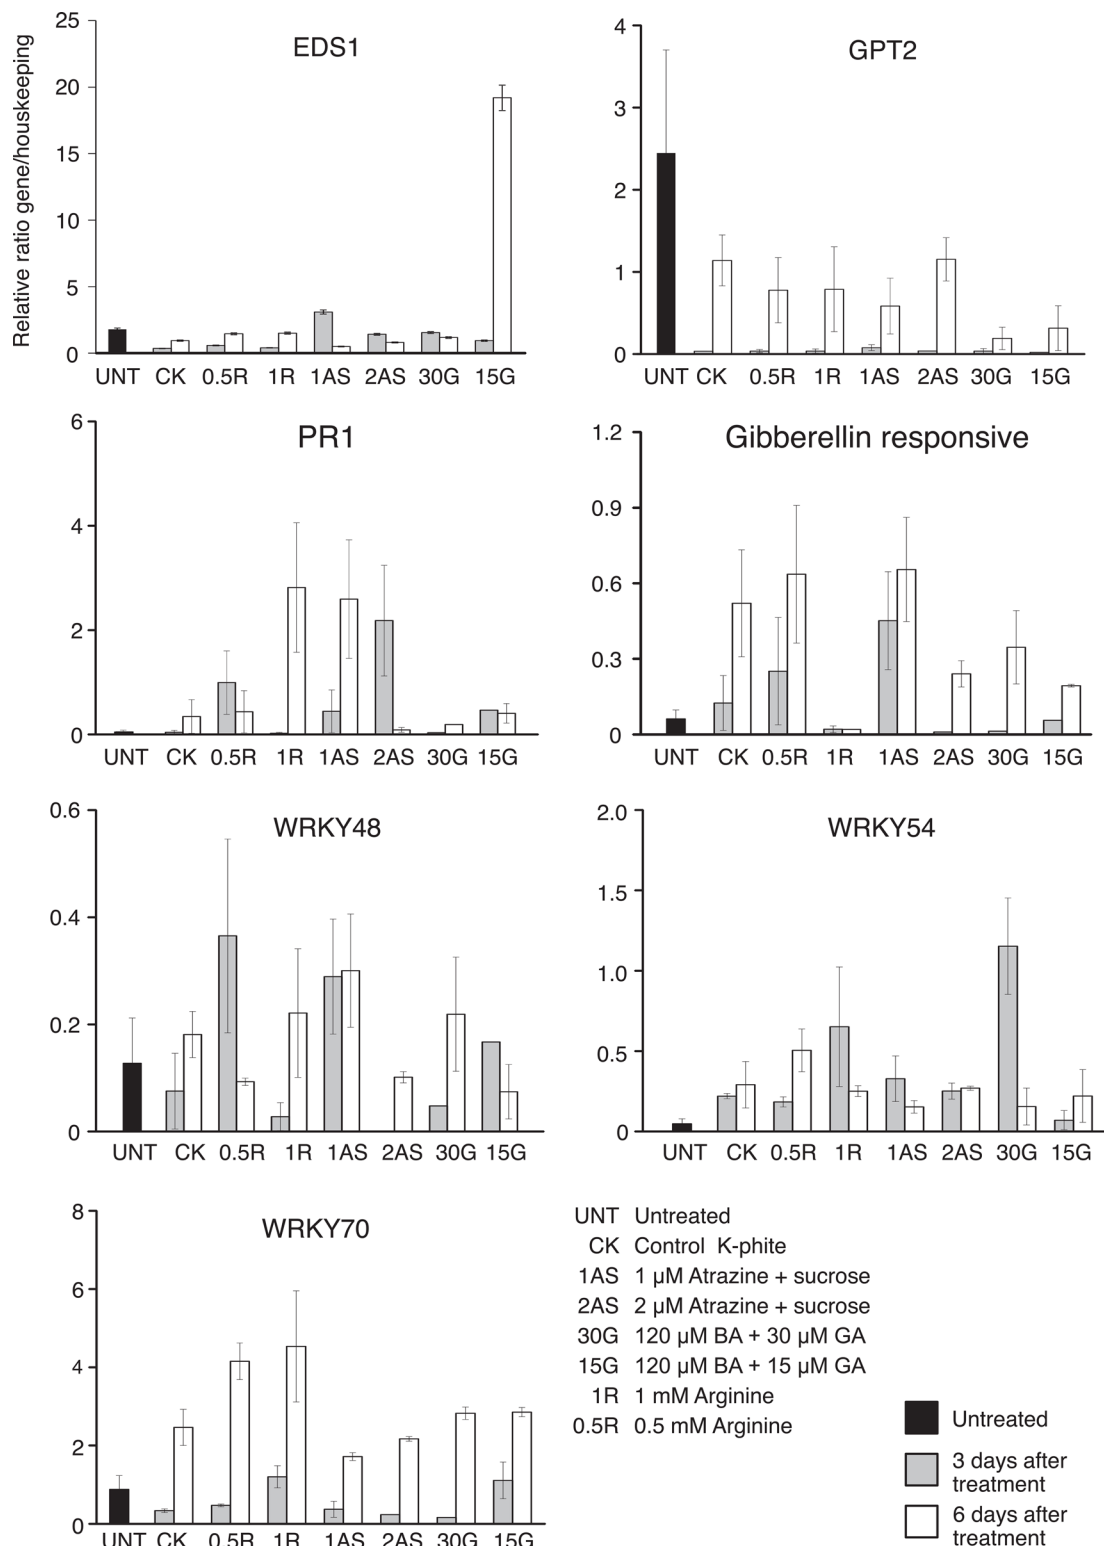 EDS1
Relative ratio gene/houskeeping
25
20
15
10
5
0
UNT CK 0.5R 1R 1AS 2AS 30G 15G
GPT2
4
3
2
1
0
UNT CK 0.5R 1R 1AS 2AS 30G 15G
PR1
6
4
2
0
UNT CK 0.5R 1R 1AS 2AS 30G 15G
Gibberellin responsive
1.2
0.9
0.6
0.3
0
UNT CK 0.5R 1R 1AS 2AS 30G 15G
WRKY48
0.6
0.4
0.2
0
UNT CK 0.5R 1R 1AS 2AS 30G 15G
WRKY54
2.0
1.5
1.0
0.5
0
UNT CK 0.5R 1R 1AS 2AS 30G 15G
WRKY70
8
6
4
2
0
UNT CK 0.5R 1R 1AS 2AS 30G 15G
UNT Untreated
CK Control K-phite
1AS 1 µM Atrazine + sucrose
2AS 2 µM Atrazine + sucrose
30G 120 µM BA + 30 µM GA
15G 120 µM BA + 15 µM GA
1R 1 mM Arginine
0.5R 0.5 mM Arginine
Untreated
3 days after
treatment
6 days after
treatment